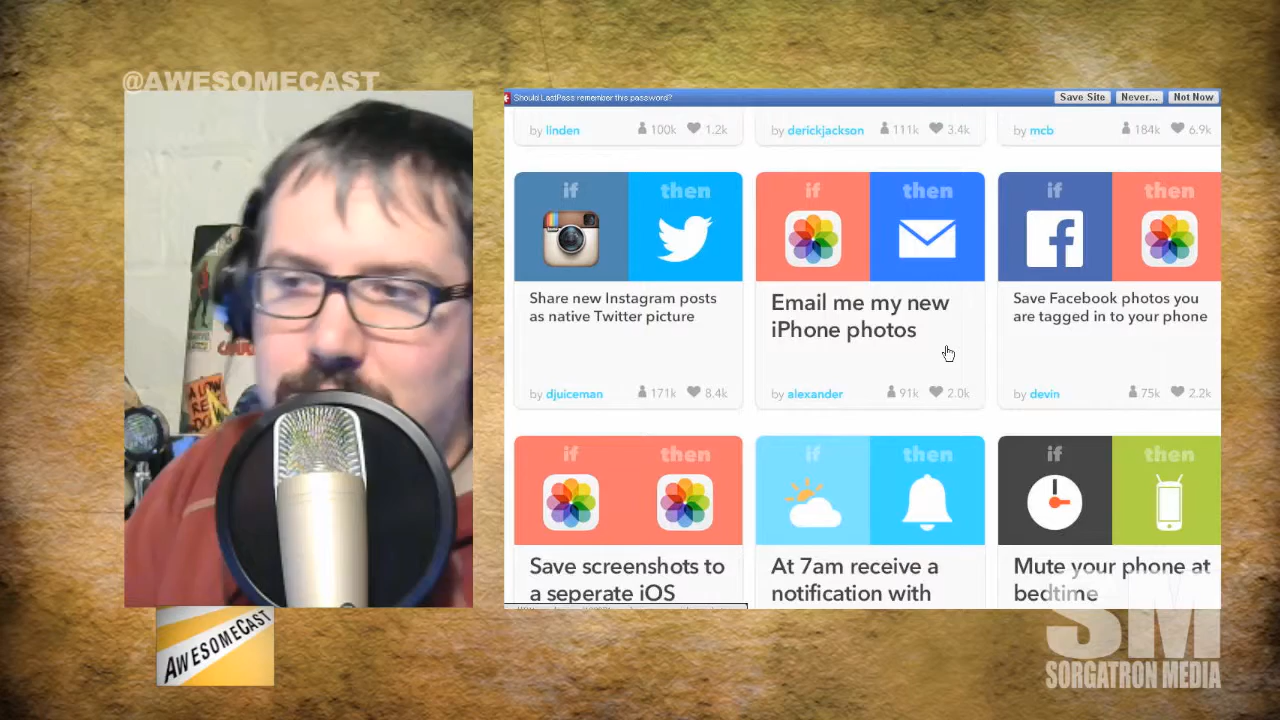 @AWESOMECAST
Should LastPass remember this password?
Save Site
Never...
Not Now
by linden 100k 1.2k
by derickjackson 111k 3.4k
by mcb 184k 6.9k
if then
Share new Instagram posts
as native Twitter picture
by djuiceman 171k 8.4k
if then
Email me my new
iPhone photos
by alexander 91k 2.0k
if then
Save Facebook photos you
are tagged in to your phone
by devin 75k 2.2k
if then
Save screenshots to
a seperate iOS
if then
At 7am receive a
notification with
if then
Mute your phone at
bedtime
AWESOMECAST
SM
SORGATRON MEDIA